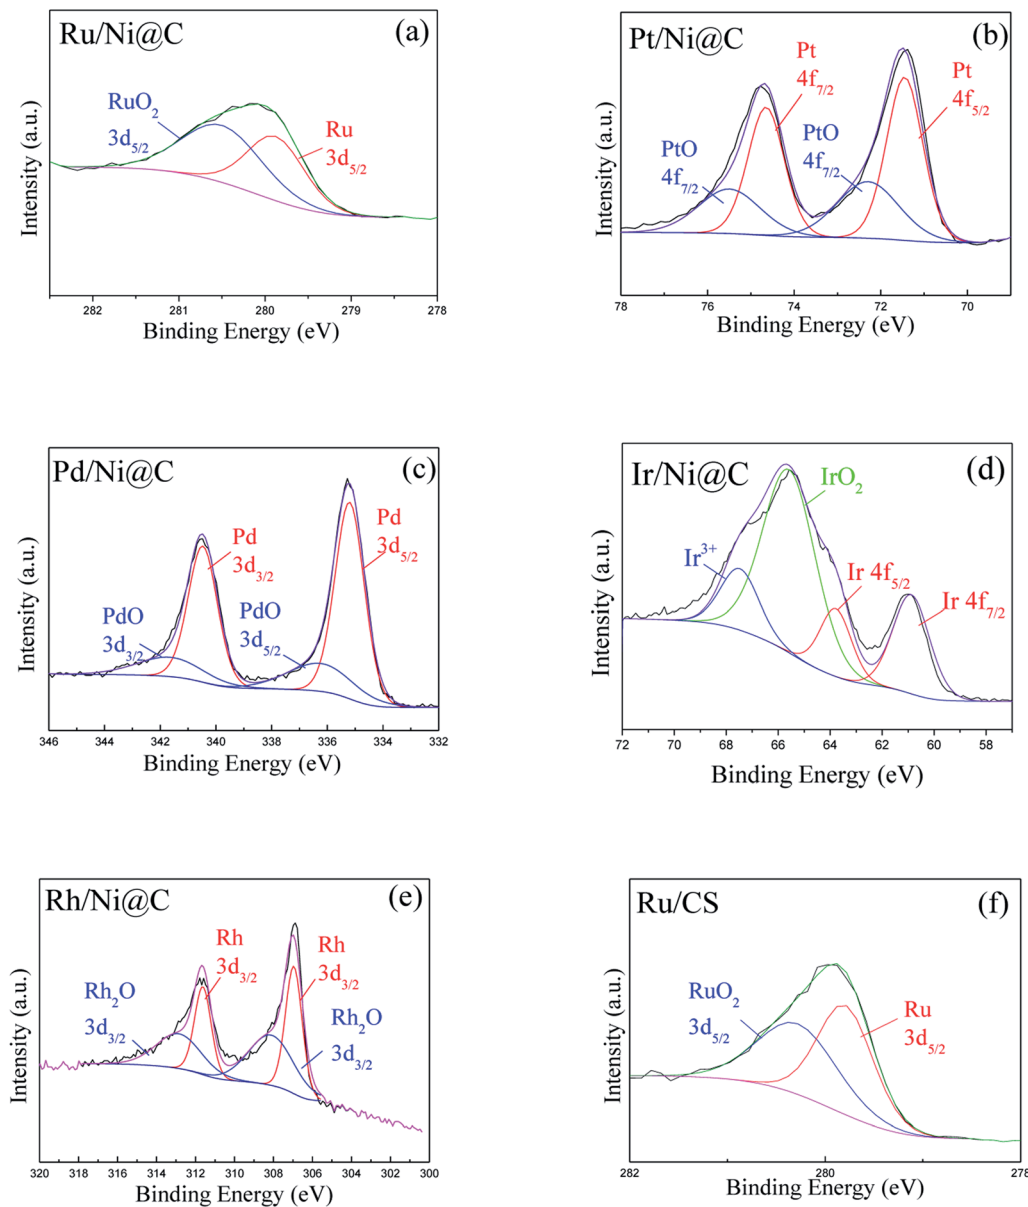 Ru/Ni@C
(a)
RuO2
3d5/2
Ru
3d5/2
Intensity (a.u.)
282 281 280 279 278
Binding Energy (eV)
Pt/Ni@C
(b)
Pt
4f7/2
Pt
4f5/2
PtO
4f7/2
PtO
4f7/2
Intensity (a.u.)
78 76 74 72 70
Binding Energy (eV)
Pd/Ni@C
(c)
Pd
3d3/2
Pd
3d5/2
PdO
3d3/2
PdO
3d5/2
Intensity (a.u.)
346 344 342 340 338 336 334 332
Binding Energy (eV)
Ir/Ni@C
(d)
IrO2
Ir3+
Ir 4f5/2
Ir 4f7/2
Intensity (a.u.)
72 70 68 66 64 62 60 58
Binding Energy (eV)
Rh/Ni@C
(e)
Rh
3d3/2
Rh
3d3/2
Rh2O
3d3/2
Rh2O
3d3/2
Intensity (a.u.)
320 318 316 314 312 310 308 306 304 302 300
Binding Energy (eV)
Ru/CS
(f)
RuO2
3d5/2
Ru
3d5/2
Intensity (a.u.)
282 280 278
Binding Energy (eV)